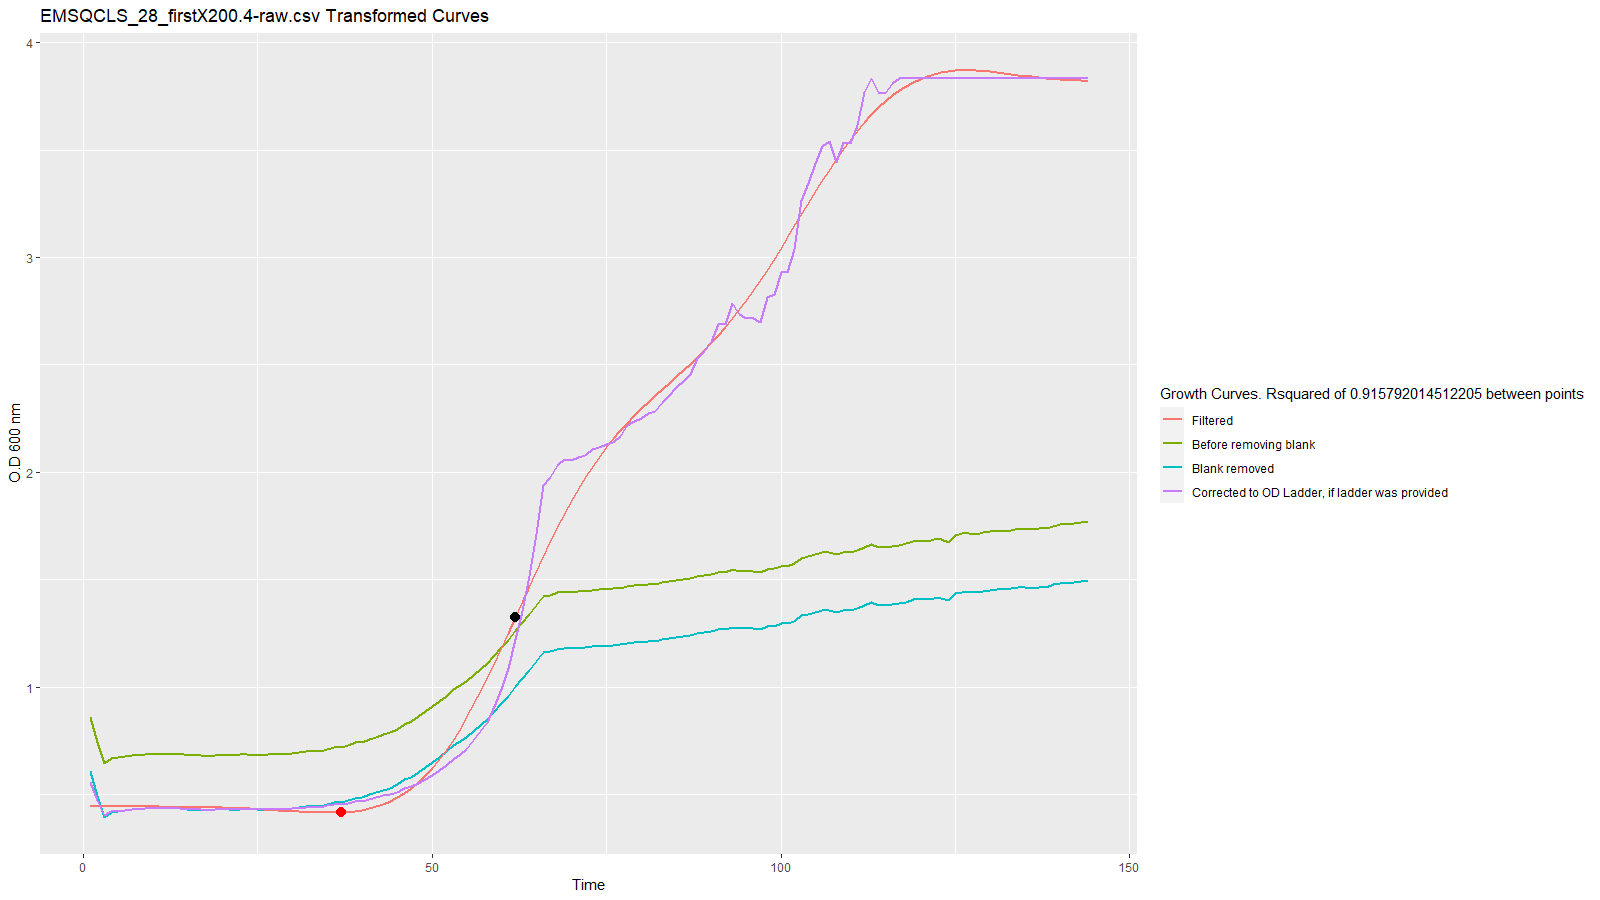 EMSQCLS_28_firstX200.4-raw.csv Transformed Curves
4
3
2
1
O.D 600 nm
0
50
100
150
Time
Growth Curves. Rsquared of 0.915792014512205 between points
Filtered
Before removing blank
Blank removed
Corrected to OD Ladder, if ladder was provided